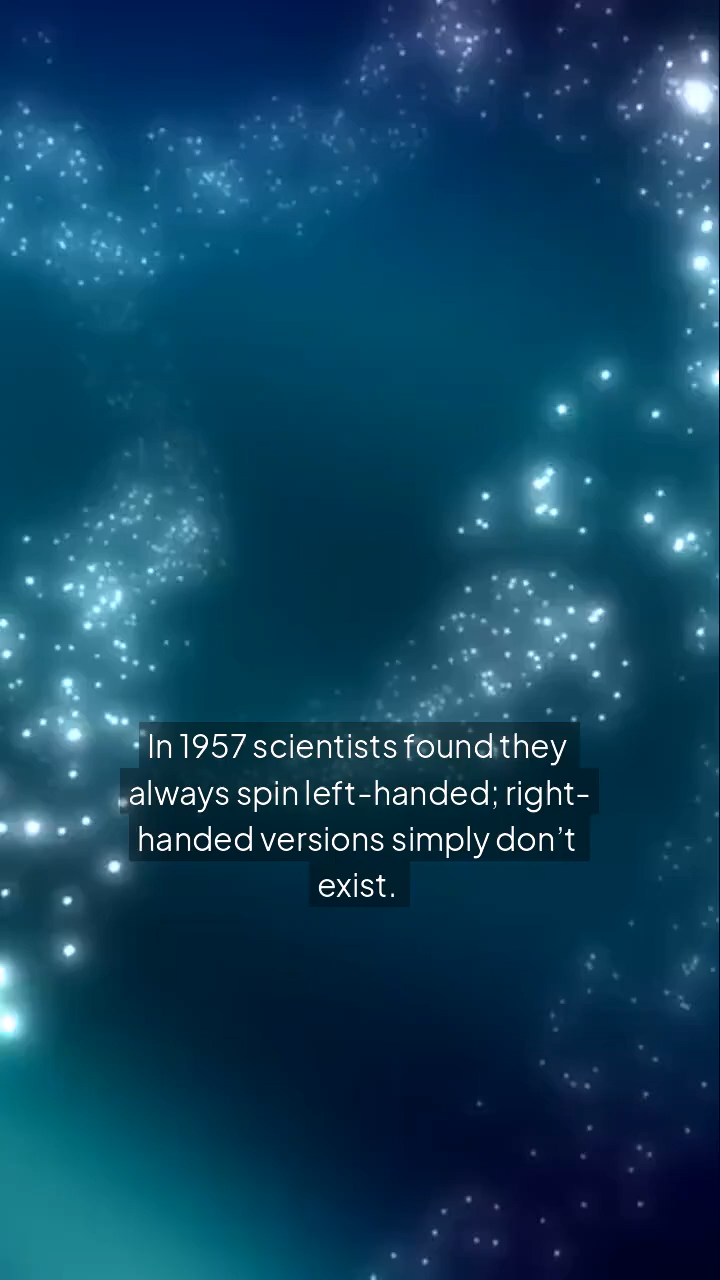 In 1957 scientists found they
always spin left-handed; right-
handed versions simply don’t
exist.